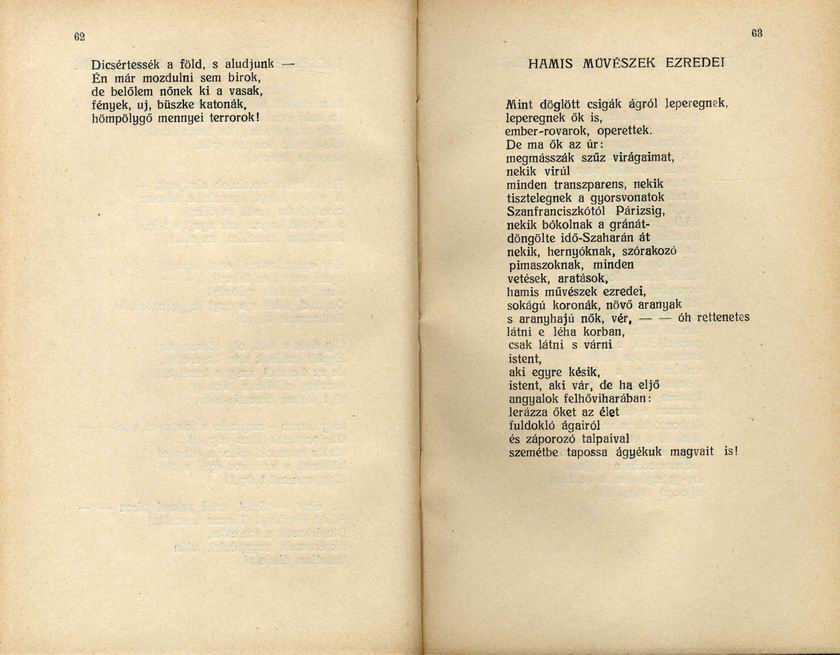 62
Dicsértessék a föld, s aludjunk —
Én már mozdulni sem birok,
de belőlem nőnek ki a vasak,
fények, uj, büszke katonák,
hömpölygő mennyei terrorok!
63
HAMIS MŰVÉSZEK EZREDEI
Mint döglött csigák ágról leperegnek,
leperegnek ők is,
ember-rovarok, operettek.
De ma ők az úr:
megmásszák szűz virágaimat,
nekik virúl
minden transzparens, nekik
tisztelegnek a gyorsvonatok
Szanfranciszkótól Párizsig,
nekik bókolnak a gránát-
döngölte idő-Szaharán át
nekik, hernyóknak, szórakozó
pimaszoknak, minden
vetések, aratások,
hamis művészek ezredei,
sokágú koronák, növő aranyak
s aranyhajú nők, vér, — — óh rettenetes
látni e léha korban,
csak látni s várni
istent,
aki egyre késik,
istent, aki vár, de ha eljő
angyalok felhőviharában:
lerázza őket az élet
fuldokló ágairól
és záporozó talpaival
szemétbe tapossa ágyékuk magvait is!